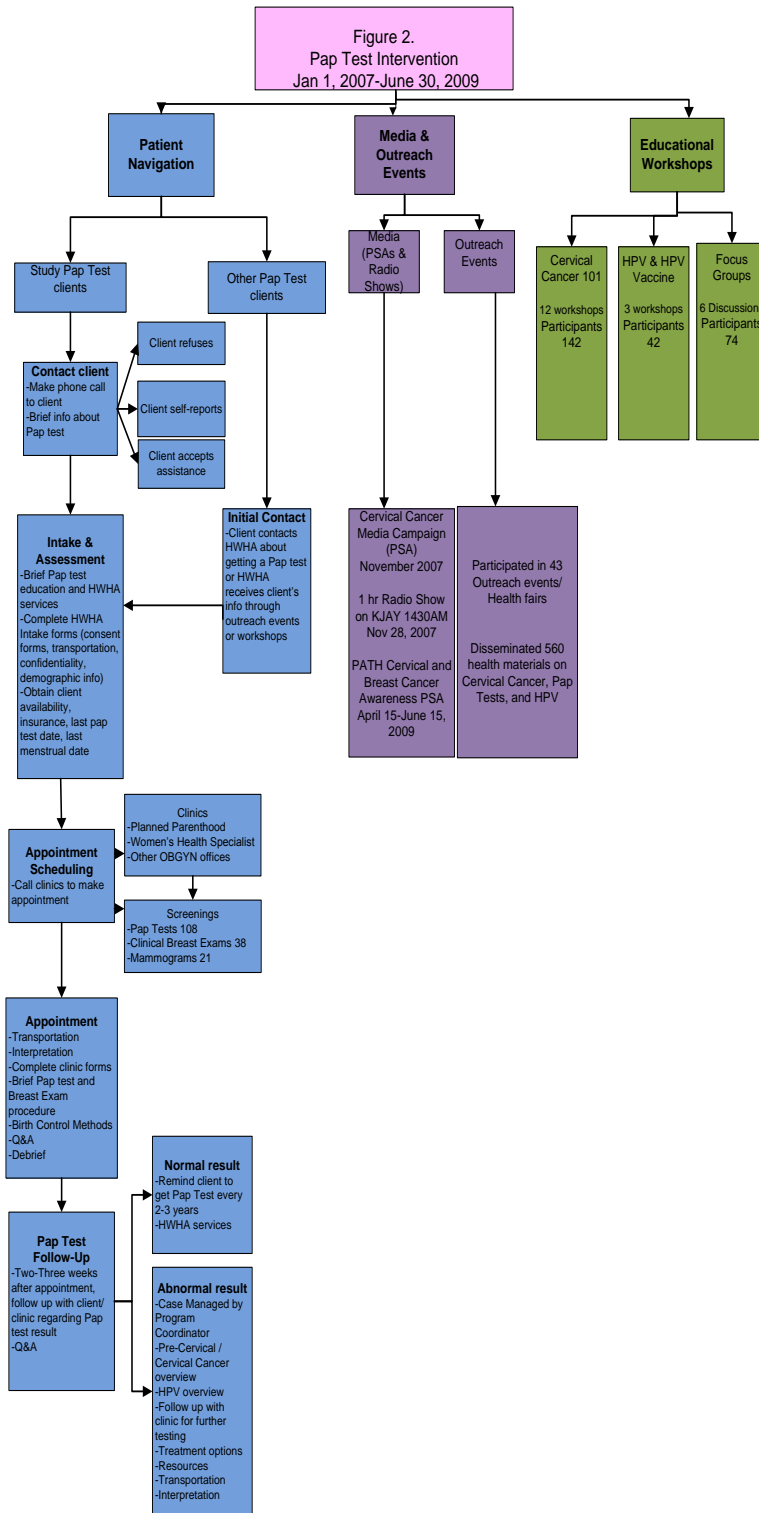 Figure 2.
Pap Test Intervention
Jan 1, 2007-June 30, 2009
Patient
Navigation
Media &
Outreach
Events
Educational
Workshops
Study Pap Test
clients
Other Pap Test
clients
Media
(PSAs &
Radio
Shows)
Outreach
Events
Cervical
Cancer 101
12 workshops
Participants
142
HPV & HPV
Vaccine
3 workshops
Participants
42
Focus
Groups
6 Discussion
Participants
74
Contact client
-Make phone call
to client
-Brief info about
Pap test
Client refuses
Client self-reports
Client accepts
assistance
Intake &
Assessment
-Brief Pap test
education and HWHA
services
-Complete HWHA
Intake forms (consent
forms, transportation,
confidentiality,
demographic info)
-Obtain client
availability,
insurance, last pap
test date, last
menstrual date
Initial Contact
-Client contacts
HWHA about
getting a Pap test
or HWHA
receives client's
info through
outreach events
or workshops
Cervical Cancer
Media Campaign
(PSA)
November 2007
1 hr Radio Show
on KJAY 1430AM
Nov 28, 2007
PATH Cervical and
Breast Cancer
Awareness PSA
April 15-June 15,
2009
Participated in 43
Outreach events/
Health fairs
Disseminated 560
health materials on
Cervical Cancer, Pap
Tests, and HPV
Appointment
Scheduling
-Call clinics to make
appointment
Clinics
-Planned Parenthood
-Women's Health Specialist
-Other OBGYN offices
Screenings
-Pap Tests 108
-Clinical Breast Exams 38
-Mammograms 21
Appointment
-Transportation
-Interpretation
-Complete clinic forms
-Brief Pap test and
Breast Exam
procedure
-Birth Control Methods
-Q&A
-Debrief
Pap Test
Follow-Up
-Two-Three weeks
after appointment,
follow up with client/
clinic regarding Pap
test result
-Q&A
Normal result
-Remind client to
get Pap Test every
2-3 years
-HWHA services
Abnormal result
-Case Managed by
Program
Coordinator
-Pre-Cervical /
Cervical Cancer
overview
-HPV overview
-Follow up with
clinic for further
testing
-Treatment options
-Resources
-Transportation
-Interpretation